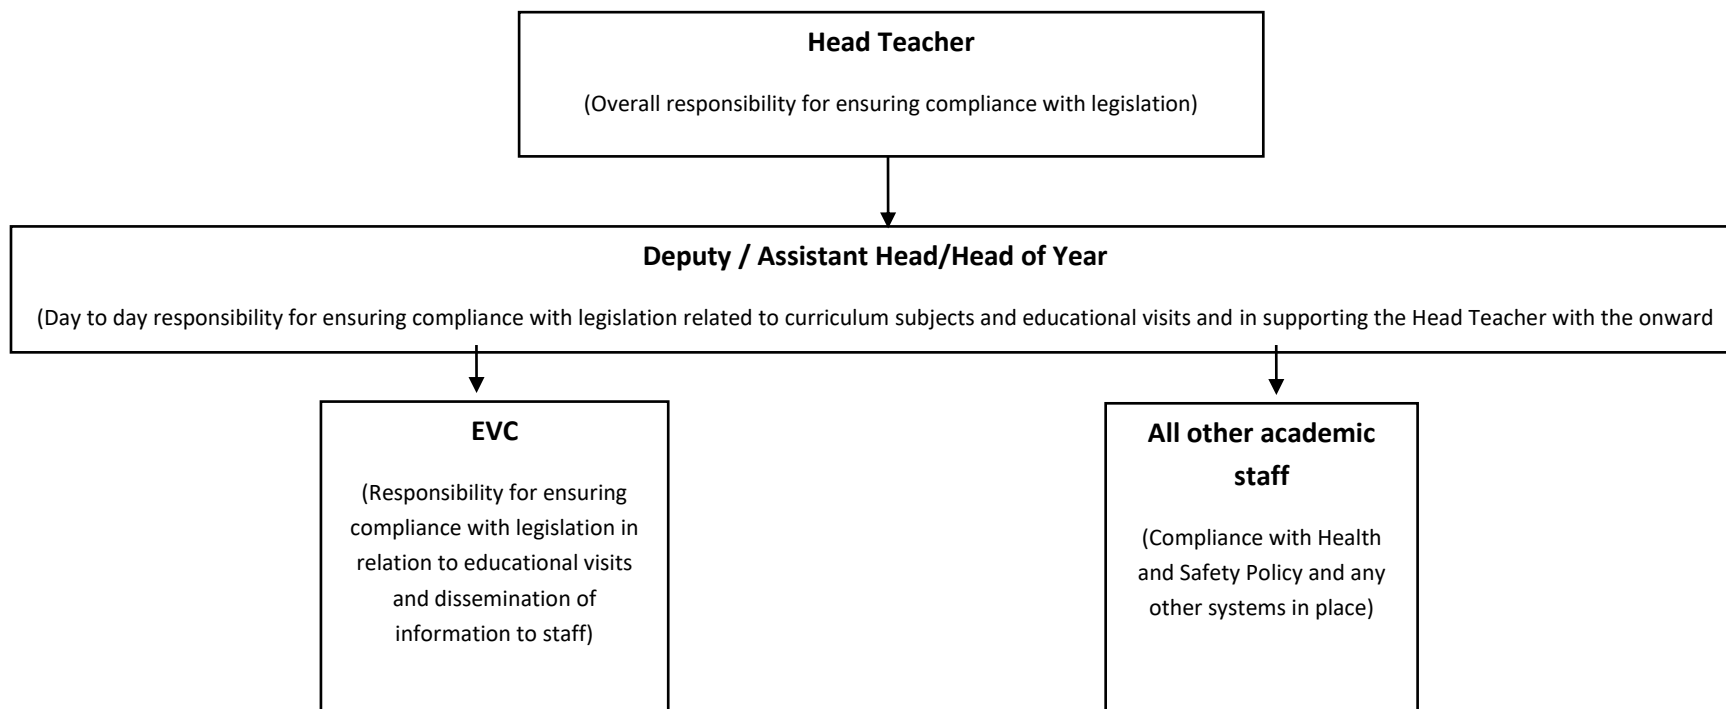 Head Teacher
(Overall responsibility for ensuring compliance with legislation)
Deputy / Assistant Head/Head of Year
(Day to day responsibility for ensuring compliance with legislation related to curriculum subjects and educational visits and in supporting the Head Teacher with the onward
EVC
(Responsibility for ensuring
compliance with legislation in
relation to educational visits
and dissemination of
information to staff)
All other academic
staff
(Compliance with Health
and Safety Policy and any
other systems in place)